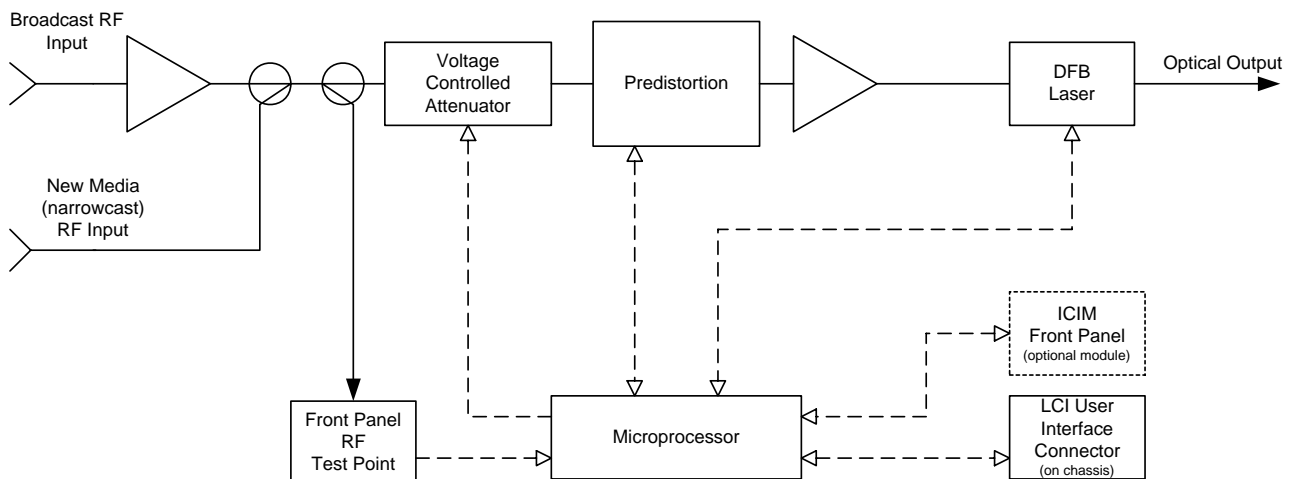 Broadcast RF
Input
Voltage
Controlled
Attenuator
Predistortion
DFB
Laser
Optical Output
New Media
(narrowcast)
RF Input
ICIM
Front Panel
(optional module)
Front Panel
RF
Test Point
Microprocessor
LCI User
Interface
Connector
(on chassis)